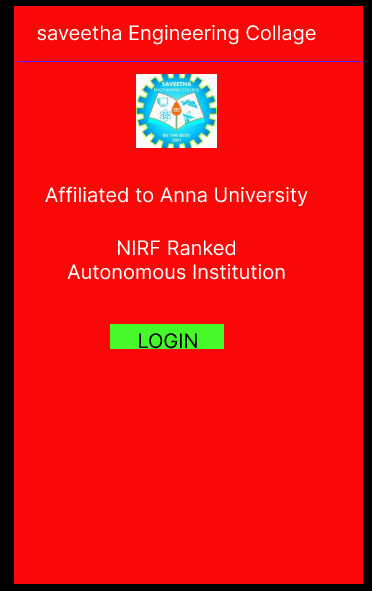 saveetha Engineering Collage
SAVEETHA
ENGINEERING COLLEGE
BE THE BEST
2001
Affiliated to Anna University
NIRF Ranked
Autonomous Institution
LOGIN